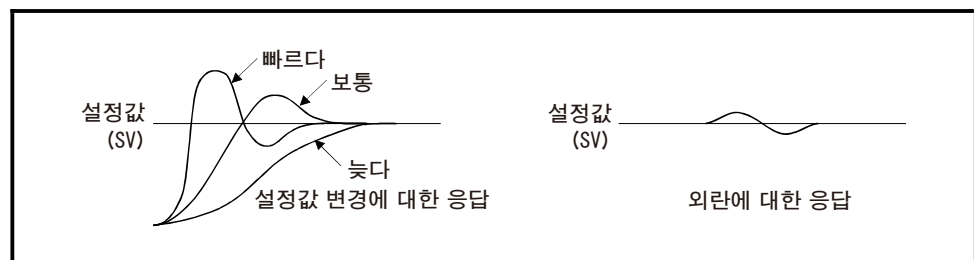 빠르다
보통
설정값
(SV)
늦다
설정값 변경에 대한 응답
설정값
(SV)
외란에 대한 응답